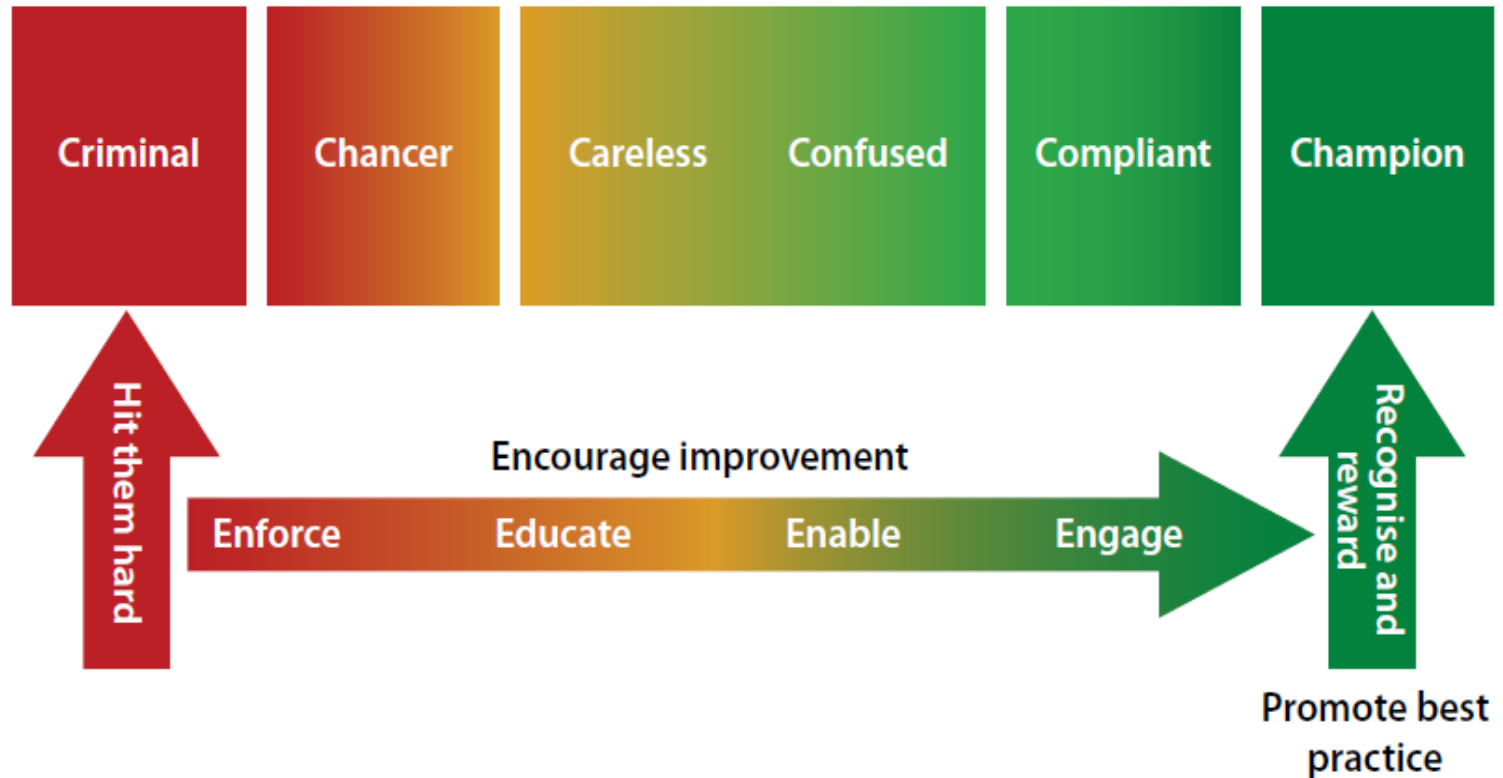 Criminal
Chancer
Careless
Confused
Compliant
Champion
Hit them hard
Encourage improvement
Enforce
Educate
Enable
Engage
Recognise and
reward
Promote best
practice